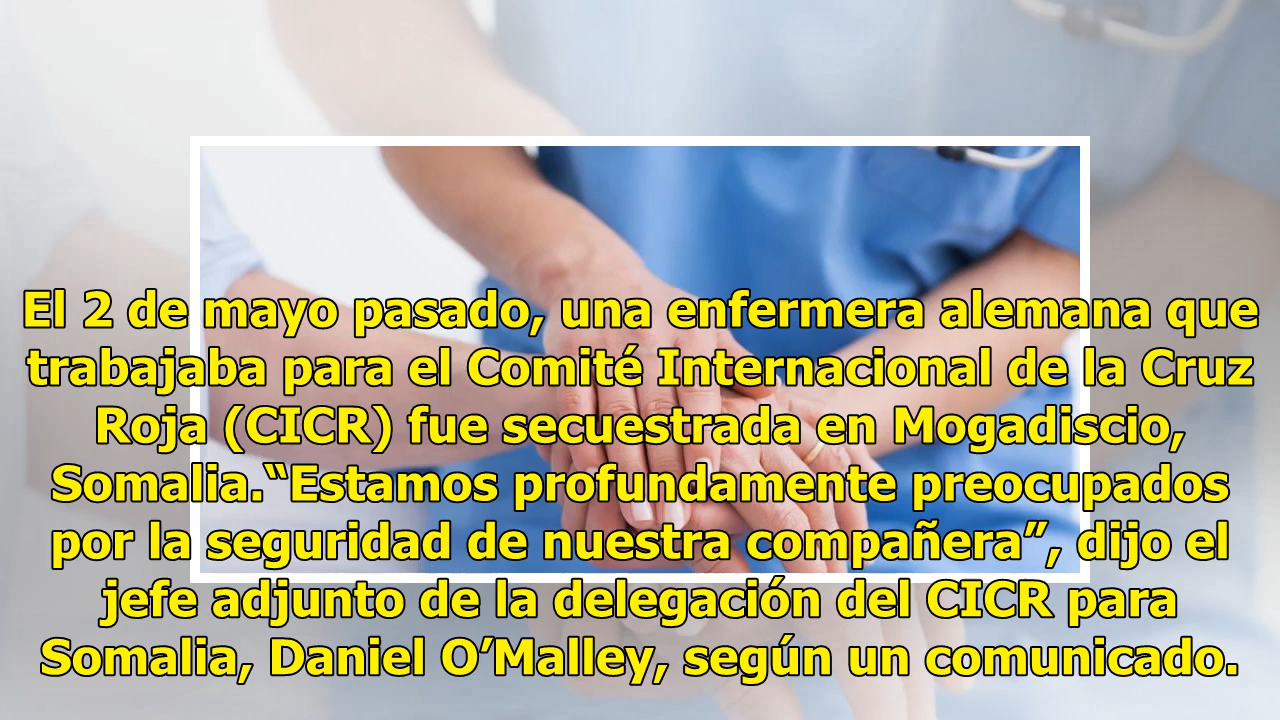 El 2 de mayo pasado, una enfermera alemana que
trabajaba para el Comité Internacional de la Cruz
Roja (CICR) fue secuestrada en Mogadiscio,
Somalia.“Estamos profundamente preocupados
por la seguridad de nuestra compañera”, dijo el
jefe adjunto de la delegación del CICR para
Somalia, Daniel O’Malley, según un comunicado.